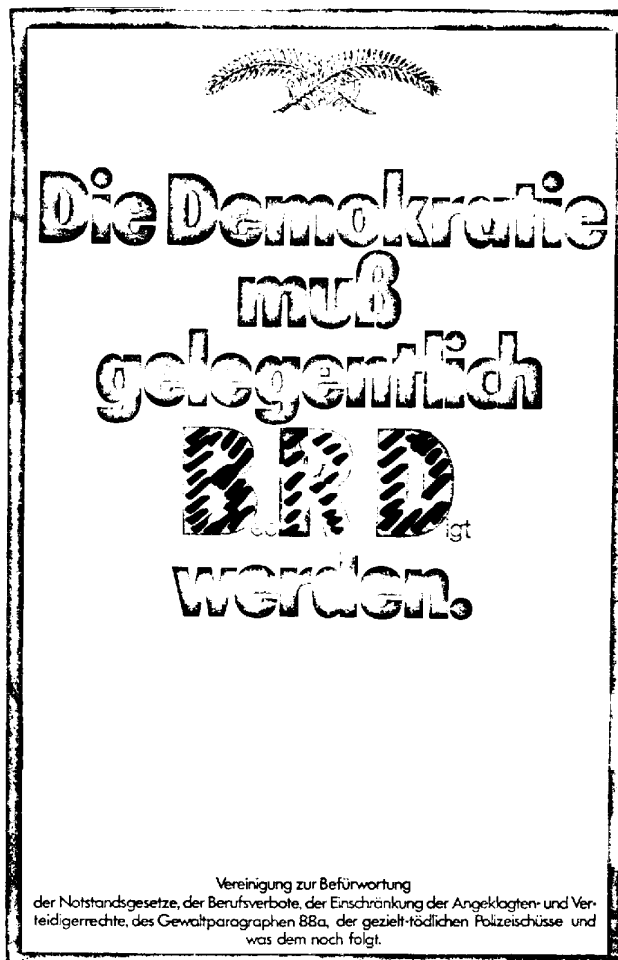 Die Demokratie
muß
gelegentlich
BeeRDigt
werden.
Vereinigung zur Befürwortung
der Notstandsgesetze, der Berufsverbote, der Einschränkung der Angeklagten- und Ver-
teidigerrechte, des Gewaltparagraphen 88a, der gezielt-tödlichen Polizeischüsse und
was dem noch folgt.